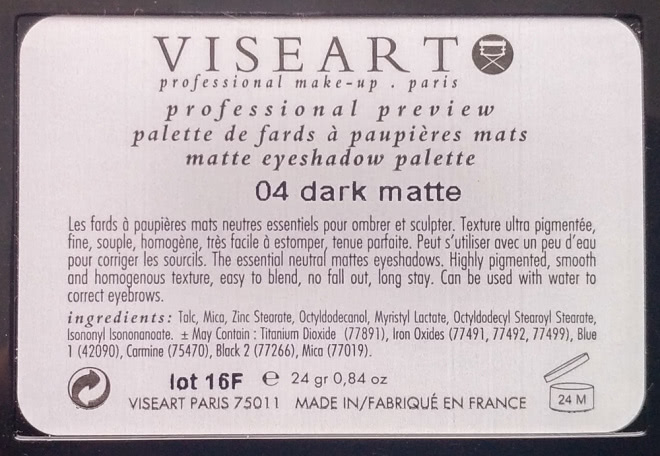 VISEART
professional make-up . paris
professional preview
palette de fards à paupières mats
matte eyeshadow palette
04 dark matte
Les fards à paupières mats neutres essentiels pour ombrer et sculpter. Texture ultra pigmentée,
fine, souple, homogène, très facile à estomper, tenue parfaite. Peut s'utiliser avec un peu d'eau
pour corriger les sourcils. The essential neutral mattes eyeshadows. Highly pigmented, smooth
and homogenous texture, easy to blend, no fall out, long stay. Can be used with water to
correct eyebrows.
ingredients: Talc, Mica, Zinc Stearate, Octyldodecanol, Myristyl Lactate, Octyldodecyl Stearoyl Stearate,
Isononyl Isononanoate. ± May Contain : Titanium Dioxide (77891), Iron Oxides (77491, 77492, 77499), Blue
1 (42090), Carmine (75470), Black 2 (77266), Mica (77019).
lot 16F ℮ 24 gr 0,84 oz
VISEART PARIS 75011 MADE IN/FABRIQUÉ EN FRANCE
24 M